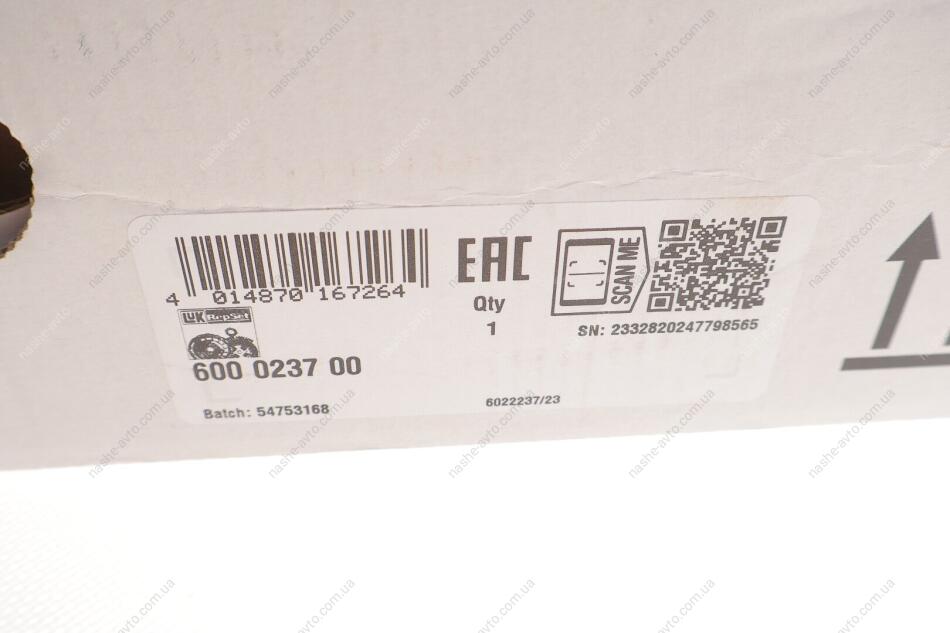 4 014870 167264
EAC
SCAN ME
Qty
1
SN: 2332820247798565
LUK RepSet
600 0237 00
Batch: 54753168
6022237/23
nashe-avto.com.ua